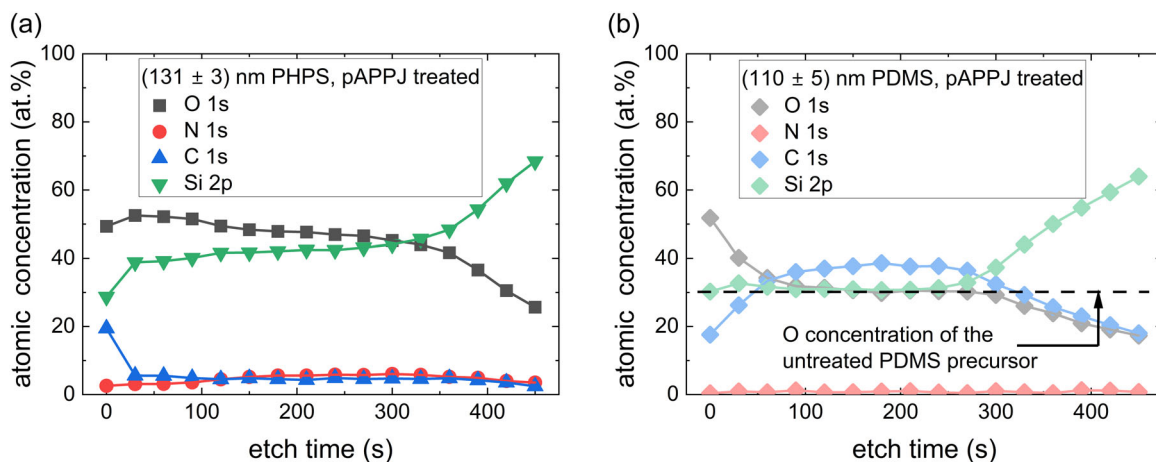 (a)
(131 ± 3) nm PHPS, pAPPJ treated
O 1s
N 1s
C 1s
Si 2p
atomic concentration (at.%)
100
80
60
40
20
0
0
100
200
300
400
etch time (s)
(b)
(110 ± 5) nm PDMS, pAPPJ treated
O 1s
N 1s
C 1s
Si 2p
O concentration of the
untreated PDMS precursor
atomic concentration (at.%)
100
80
60
40
20
0
0
100
200
300
400
etch time (s)